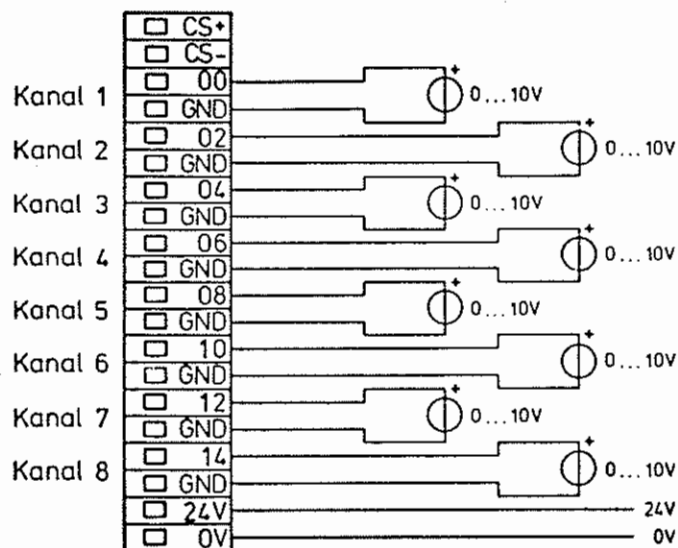 CS+
CS-
Kanal 1
00
0...10V
GND
Kanal 2
02
0...10V
GND
Kanal 3
04
0...10V
GND
Kanal 4
06
0...10V
GND
Kanal 5
08
0...10V
GND
Kanal 6
10
0...10V
GND
Kanal 7
12
0...10V
GND
Kanal 8
14
0...10V
GND
24V
24V
0V
0V